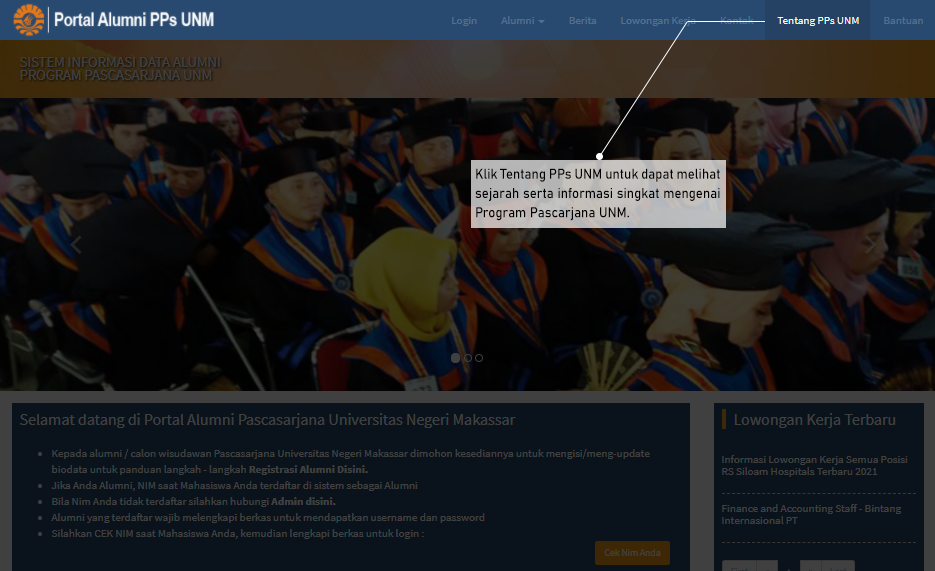 Portal Alumni PPs UNM
Login
Alumni
Berita
Lowongan Kerja
Kontak
Tentang PPs UNM
Bantuan
SISTEM INFORMASI DATA ALUMNI
PROGRAM PASCASARJANA UNM
Klik Tentang PPs UNM untuk dapat melihat
sejarah serta informasi singkat mengenai
Program Pascarjana UNM.
Selamat datang di Portal Alumni Pascasarjana Universitas Negeri Makassar
Kepada alumni / calon wisudawan Pascasarjana Universitas Negeri Makassar dimohon kesediannya untuk mengisi/meng-update
biodata untuk panduan langkah - langkah Registrasi Alumni Disini.
Jika Anda Alumni, NIM saat Mahasiswa Anda terdaftar di sistem sebagai Alumni
Bila Nim Anda tidak terdaftar silahkan hubungi Admin disini.
Alumni yang terdaftar wajib melengkapi berkas untuk mendapatkan username dan password
Silahkan CEK NIM saat Mahasiswa Anda, kemudian lengkapi berkas untuk login :
Cek Nim Anda
Lowongan Kerja Terbaru
Informasi Lowongan Kerja Semua Posisi
RS Siloam Hospitals Terbaru 2021
Finance and Accounting Staff - Bintang
Internasional PT